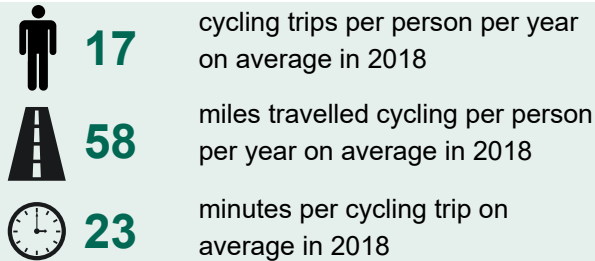 17
cycling trips per person per year
on average in 2018
58
miles travelled cycling per person
per year on average in 2018
23
minutes per cycling trip on
average in 2018